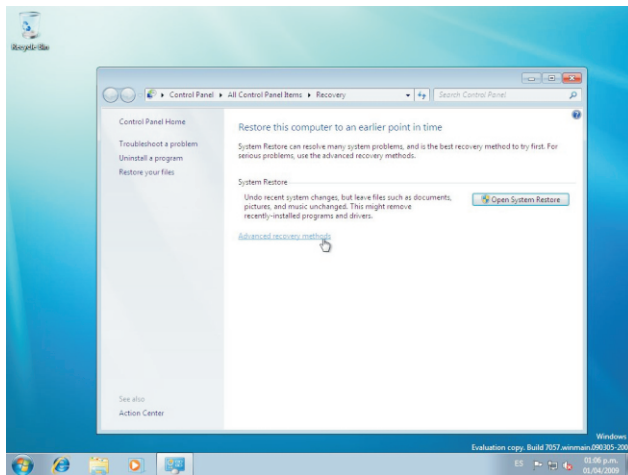 Recycle Bin
Control Panel ▸ All Control Panel Items ▸ Recovery
Search Control Panel
Control Panel Home
Troubleshoot a problem
Uninstall a program
Restore your files
See also
Action Center
Restore this computer to an earlier point in time
System Restore can resolve many system problems, and is the best recovery method to try first. For
serious problems, use the advanced recovery methods.
System Restore
Undo recent system changes, but leave files such as documents,
pictures, and music unchanged. This might remove
recently-installed programs and drivers.
Open System Restore
Advanced recovery methods
Windows
Evaluation copy. Build 7057.winmain.090305-200
ES
01:06 p.m.
01/04/2009